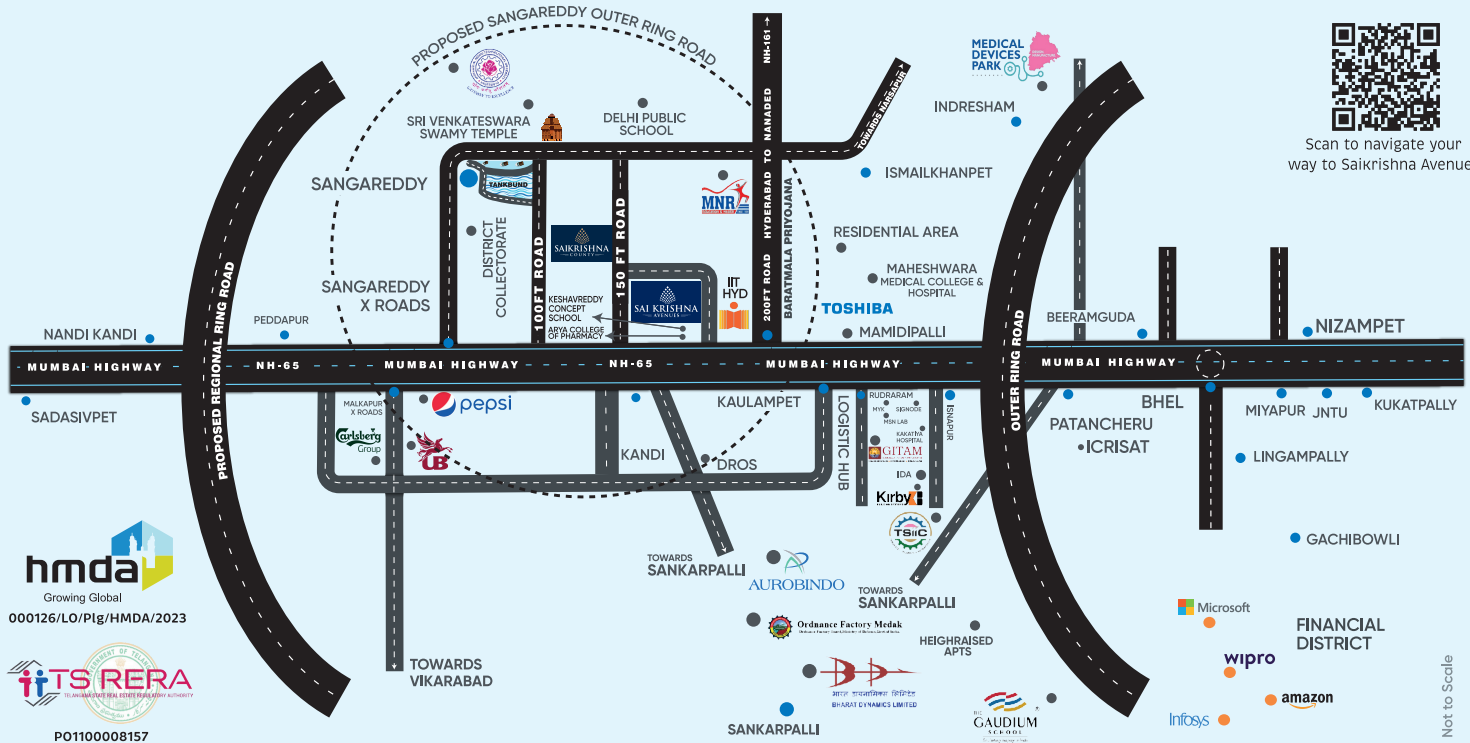 PROPOSED SANGAREDDY OUTER RING ROAD
NH-161
MEDICAL
DEVICES
PARK
INDRESHAM
Scan to navigate your
way to Saikrishna Avenue
SRI VENKATESWARA
SWAMY TEMPLE
DELHI PUBLIC
SCHOOL
TOWARDS NARSAPUR
SANGAREDDY
TANKBUND
MNR
ISMAILKHANPET
200FT ROAD HYDERABAD TO NANADED
BARATMALA PRIYOJANA
DISTRICT
COLLECTORATE
100FT ROAD
SAIKRISHNA
COUNTY
150 FT ROAD
RESIDENTIAL AREA
MAHESHWARA
MEDICAL COLLEGE &
HOSPITAL
SANGAREDDY
X ROADS
KESHAVREDDY
CONCEPT
SCHOOL
ARYA COLLEGE
OF PHARMACY
SAI KRISHNA
AVENUES
IIT
HYD
TOSHIBA
MAMIDIPALLI
NANDI KANDI
PEDDAPUR
PROPOSED REGIONAL RING ROAD
OUTER RING ROAD
BEERAMGUDA
NIZAMPET
MUMBAI HIGHWAY
NH-65
MUMBAI HIGHWAY
NH-65
MUMBAI HIGHWAY
MUMBAI HIGHWAY
SADASIVPET
MALKAPUR
X ROADS
pepsi
Carlsberg
Group
UB
KANDI
KAULAMPET
DROS
LOGISTIC HUB
RUDRARAM
MYK
SIGNODE
MSN LAB
KAKATIYA
HOSPITAL
GITAM
IDA
Kirby
TSIIC
ISNAPUR
PATANCHERU
ICRISAT
BHEL
MIYAPUR
JNTU
KUKATPALLY
LINGAMPALLY
GACHIBOWLI
TOWARDS
SANKARPALLI
AUROBINDO
TOWARDS
SANKARPALLI
Ordnance Factory Medak
HEIGHRAISED
APTS
भारत डायनामिक्स लिमिटेड
BHARAT DYNAMICS LIMITED
SANKARPALLI
GAUDIUM
SCHOOL
TOWARDS
VIKARABAD
hmda
Growing Global
000126/LO/Plg/HMDA/2023
TS RERA
TELANGANA STATE REAL ESTATE REGULATORY AUTHORITY
PO1100008157
Microsoft
FINANCIAL
DISTRICT
wipro
amazon
Infosys
Not to Scale